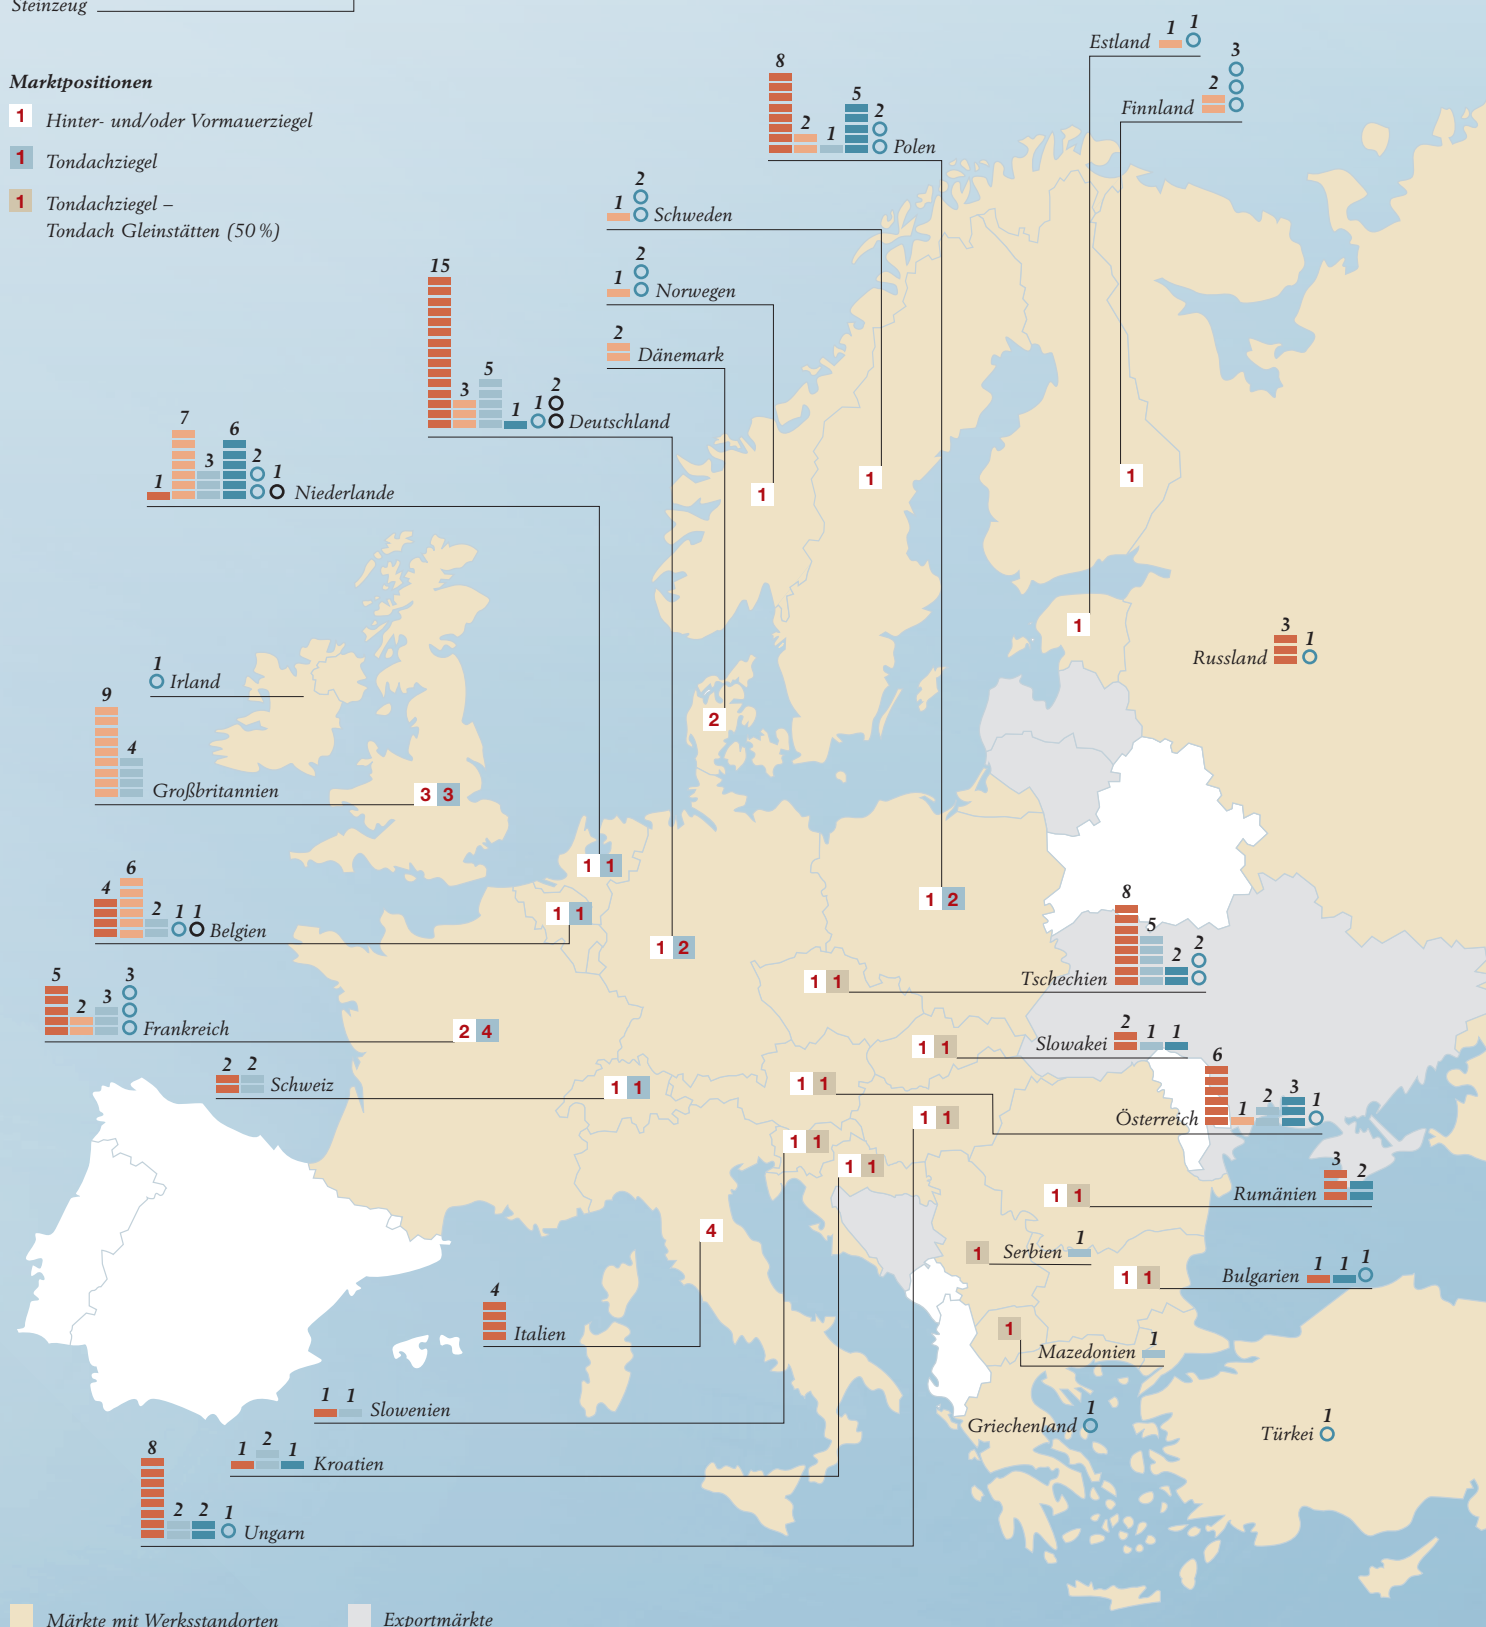 Steinzeug
Marktpositionen
1 Hinter- und/oder Vormauerziegel
1 Tondachziegel
1 Tondachziegel –
Tondach Gleinstätten (50 %)
1 1
Estland
3
2
Finnland
8
5
2
2
1
Polen
2
1
Schweden
2
1
Norwegen
2
Dänemark
15
5
3
2
1
1
Deutschland
7
6
3
2
1
1
Niederlande
1
1
1
1
3
1
Russland
1
Irland
2
9
4
Großbritannien
3 3
1 1
6
4
2
1 1
Belgien
1 1
1 2
8
5
2
2
Tschechien
1 2
1 1
5
3
3
2
Frankreich
2 4
2
1
1
Slowakei
1 1
6
2 2
Schweiz
1 1
1 1
3
2
1
1
Österreich
1 1
1 1
1 1
3
2
Rumänien
1 1
4
1
Serbien
1
1 1
1
Bulgarien
1 1
4
Italien
1
Mazedonien
1
1 1
Slowenien
1
Griechenland
1
Türkei
2
1
1
Kroatien
8
2 2
1
Ungarn
Märkte mit Werksstandorten
Exportmärkte